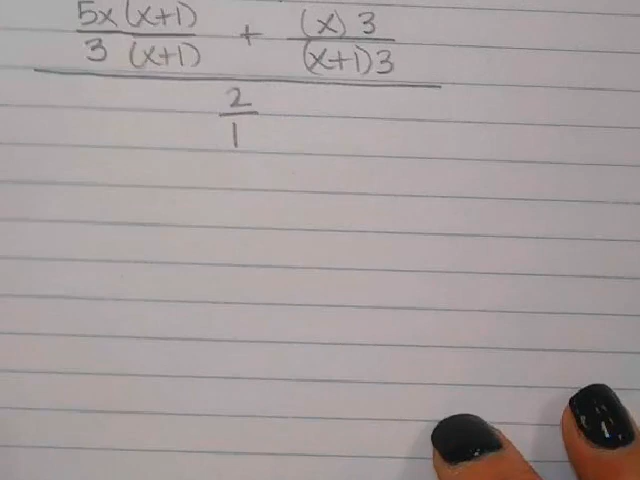 5x(x+1) + (x)3
3 (x+1) (x+1)3
2
1